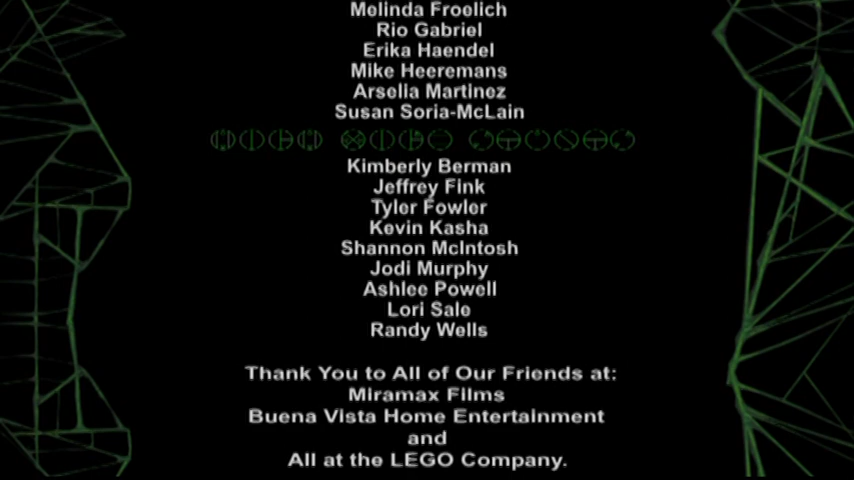 Melinda Froelich
Rio Gabriel
Erika Haendel
Mike Heeremans
Arselia Martinez
Susan Soria-McLain
Kimberly Berman
Jeffrey Fink
Tyler Fowler
Kevin Kasha
Shannon McIntosh
Jodi Murphy
Ashlee Powell
Lori Sale
Randy Wells
Thank You to All of Our Friends at:
Miramax Films
Buena Vista Home Entertainment
and
All at the LEGO Company.